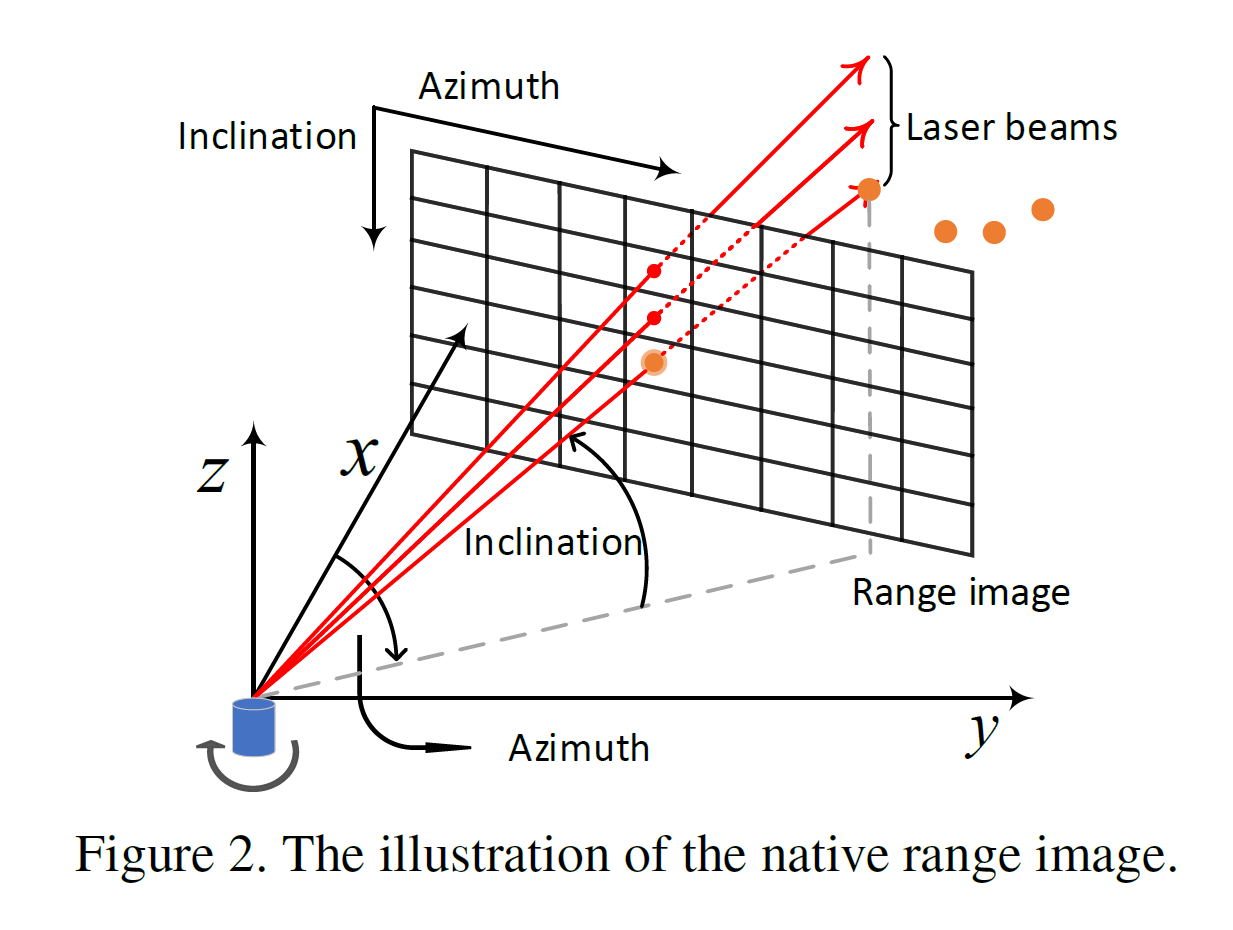 Azimuth
Inclination
Laser beams
x
z
Inclination
Range image
y
Azimuth
Figure 2. The illustration of the native range image.